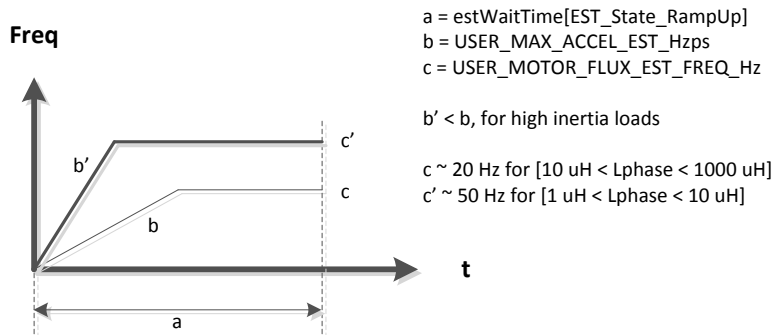 Freq
a = estWaitTime[EST_State_RampUp]
b = USER_MAX_ACCEL_EST_Hzps
c = USER_MOTOR_FLUX_EST_FREQ_Hz
b' < b, for high inertia loads
c ~ 20 Hz for [10 uH < Lphase < 1000 uH]
c' ~ 50 Hz for [1 uH < Lphase < 10 uH]
b'
c'
c
b
t
a